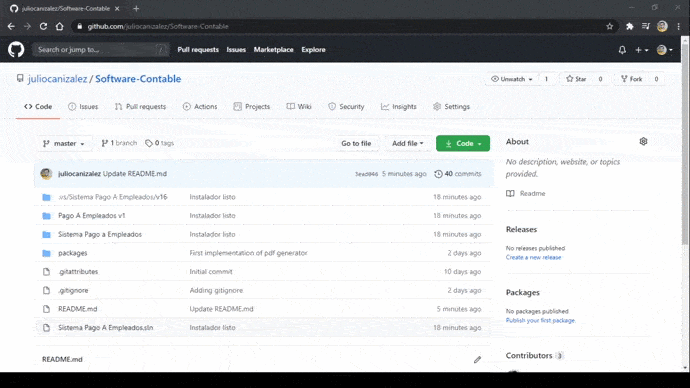 juliocanizalez/Software-Contable
github.com/juliocanizalez/Software-Contable
Search or jump to... / Pull requests Issues Marketplace Explore
juliocanizalez / Software-Contable Unwatch 1 Star 0 Fork 0
Code Issues Pull requests Actions Projects Wiki Security Insights Settings
master 1 branch 0 tags Go to file Add file Code
juliocanizalez Update README.md 5 minutes ago 40 commits
.vs/Sistema Pago A Empleados/v16 Instalador listo 18 minutes ago
Pago A Empleados v1 Instalador listo 18 minutes ago
Sistema Pago a Empleados Instalador listo 18 minutes ago
packages First implementation of pdf generator 2 days ago
.gitattributes Initial commit 10 days ago
.gitignore Adding gitignore 2 days ago
README.md Update README.md 5 minutes ago
Sistema Pago A Empleados.sln Instalador listo 18 minutes ago
README.md
About
No description, website, or topics
provided.
Readme
Releases
No releases published
Create a new release
Packages
No packages published
Publish your first package
Contributors 3